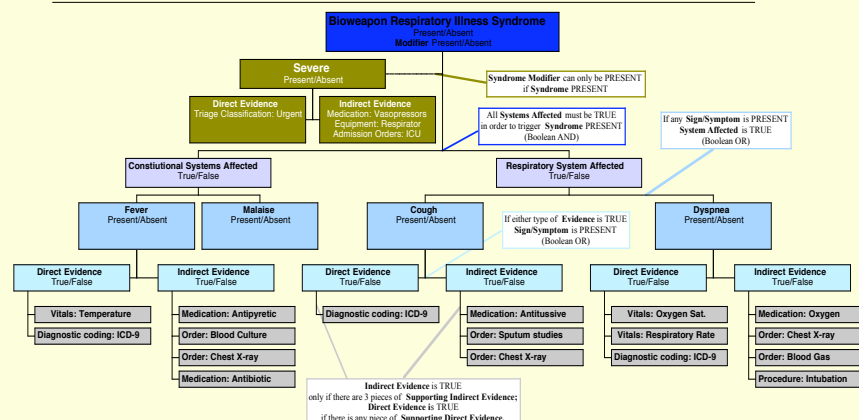 Bioweapon Respiratory Illness Syndrome
Present/Absent
Modifier Present/Absent
Severe
Present/Absent
Syndrome Modifier can only be PRESENT
if Syndrome PRESENT
Direct Evidence
Triage Classification: Urgent
Indirect Evidence
Medication: Vasopressors
Equipment: Respirator
Admission Orders: ICU
All Systems Affected must be TRUE
in order to trigger Syndrome PRESENT
(Boolean AND)
If any Sign/Symptom is PRESENT
System Affected is TRUE
(Boolean OR)
Constiutional Systems Affected
True/False
Respiratory System Affected
True/False
Fever
Present/Absent
Malaise
Present/Absent
Cough
Present/Absent
If either type of Evidence is TRUE
Sign/Symptom is PRESENT
(Boolean OR)
Dyspnea
Present/Absent
Direct Evidence
True/False
Vitals: Temperature
Diagnostic coding: ICD-9
Indirect Evidence
True/False
Medication: Antipyretic
Order: Blood Culture
Order: Chest X-ray
Medication: Antibiotic
Direct Evidence
True/False
Diagnostic coding: ICD-9
Indirect Evidence
True/False
Medication: Antitussive
Order: Sputum studies
Order: Chest X-ray
Direct Evidence
True/False
Vitals: Oxygen Sat.
Vitals: Respiratory Rate
Diagnostic coding: ICD-9
Indirect Evidence
True/False
Medication: Oxygen
Order: Chest X-ray
Order: Blood Gas
Procedure: Intubation
Indirect Evidence is TRUE
only if there are 3 pieces of Supporting Indirect Evidence;
Direct Evidence is TRUE
if there is any piece of Supporting Direct Evidence.